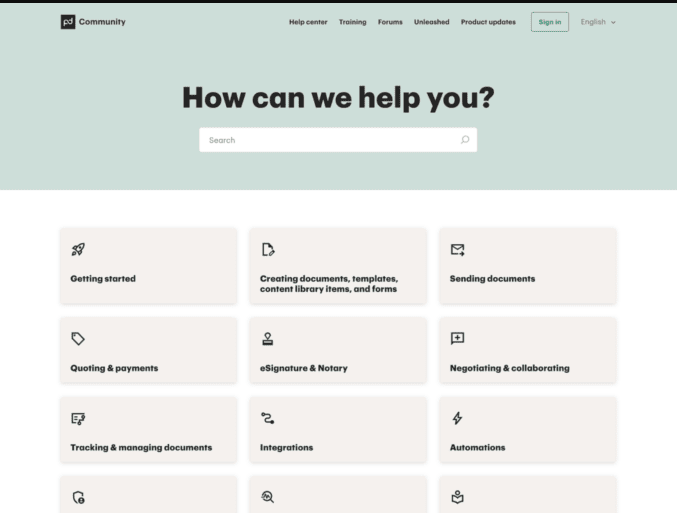 pd Community
Help center Training Forums Unleashed Product updates Sign in English
How can we help you?
Search
Getting started
Creating documents, templates,
content library items, and forms
Sending documents
Quoting & payments
eSignature & Notary
Negotiating & collaborating
Tracking & managing documents
Integrations
Automations